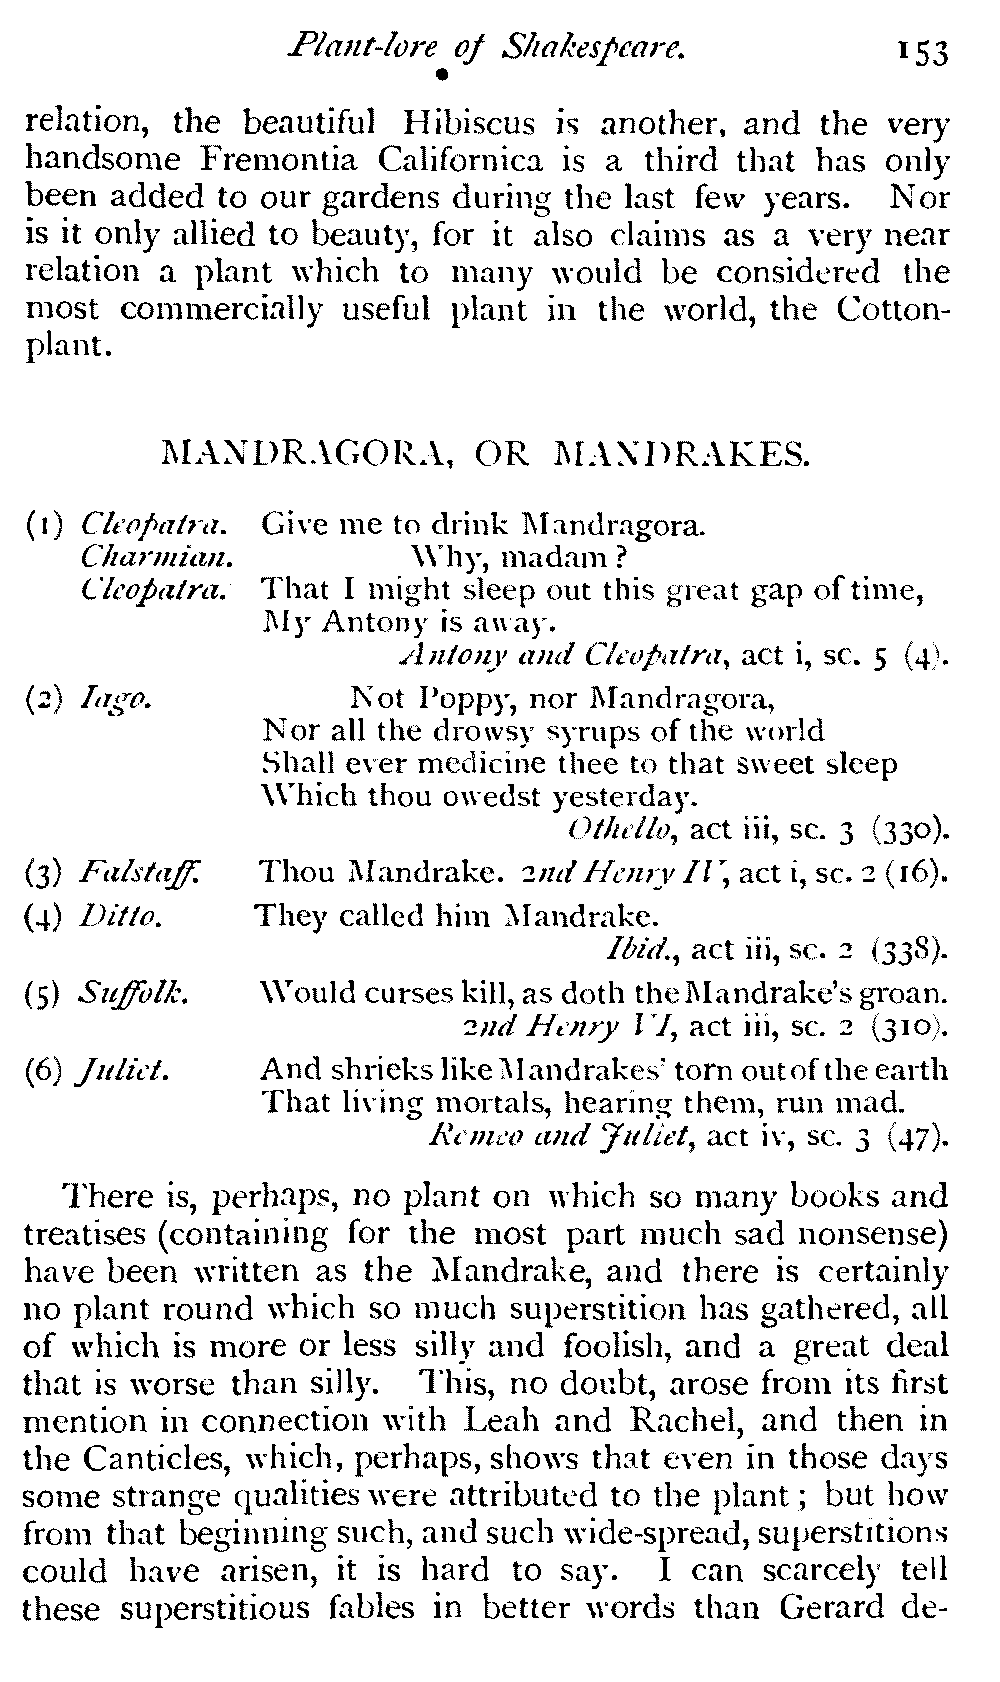 Plant-lore of Shakespeare. 153
relation, the beautiful Hibiscus is another, and the very
handsome Fremontia Californica is a third that has only
been added to our gardens during the last few years. Nor
is it only allied to beauty, for it also claims as a very near
relation a plant which to many would be considered the
most commercially useful plant in the world, the Cotton-
plant.
MANDRAGORA, OR MANDRAKES.
(1) Cleopatra. Give me to drink Mandragora.
Charmian. Why, madam?
Cleopatra. That I might sleep out this great gap of time,
My Antony is away.
Antony and Cleopatra, act i, sc. 5 (4).
(2) Iago. Not Poppy, nor Mandragora,
Nor all the drowsy syrups of the world
Shall ever medicine thee to that sweet sleep
Which thou owedst yesterday.
Othello, act iii, sc. 3 (330).
(3) Falstaff. Thou Mandrake. 2nd Henry IV, act i, sc. 2 (16).
(4) Ditto. They called him Mandrake.
Ibid., act iii, sc. 2 (338).
(5) Suffolk. Would curses kill, as doth the Mandrake's groan.
2nd Henry VI, act iii, sc. 2 (310).
(6) Juliet. And shrieks like Mandrakes' torn out of the earth
That living mortals, hearing them, run mad.
Romeo and Juliet, act iv, sc. 3 (47).
There is, perhaps, no plant on which so many books and
treatises (containing for the most part much sad nonsense)
have been written as the Mandrake, and there is certainly
no plant round which so much superstition has gathered, all
of which is more or less silly and foolish, and a great deal
that is worse than silly. This, no doubt, arose from its first
mention in connection with Leah and Rachel, and then in
the Canticles, which, perhaps, shows that even in those days
some strange qualities were attributed to the plant; but how
from that beginning such, and such wide-spread, superstitions
could have arisen, it is hard to say. I can scarcely tell
these superstitious fables in better words than Gerard de-